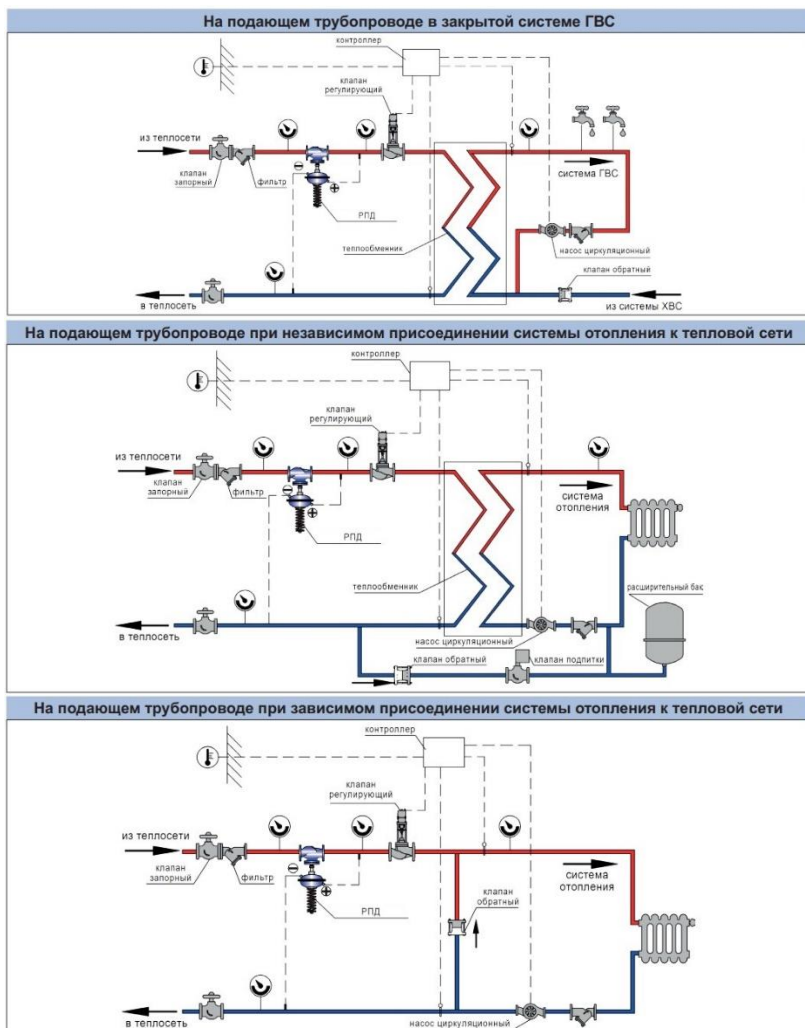 На подающем трубопроводе в закрытой системе ГВС
контроллер
клапан
регулирующий
из теплосети
клапан
запорный
фильтр
РПД
система ГВС
теплообменник
насос циркуляционный
клапан обратный
в теплосеть
из системы ХВС
На подающем трубопроводе при независимом присоединении системы отопления к тепловой сети
контроллер
клапан
регулирующий
из теплосети
клапан
запорный
фильтр
РПД
система
отопления
теплообменник
расширительный бак
в теплосеть
насос циркуляционный
клапан обратный
клапан подпитки
На подающем трубопроводе при зависимом присоединении системы отопления к тепловой сети
контроллер
клапан
регулирующий
из теплосети
клапан
запорный
фильтр
РПД
система
отопления
клапан
обратный
в теплосеть
насос циркуляционный